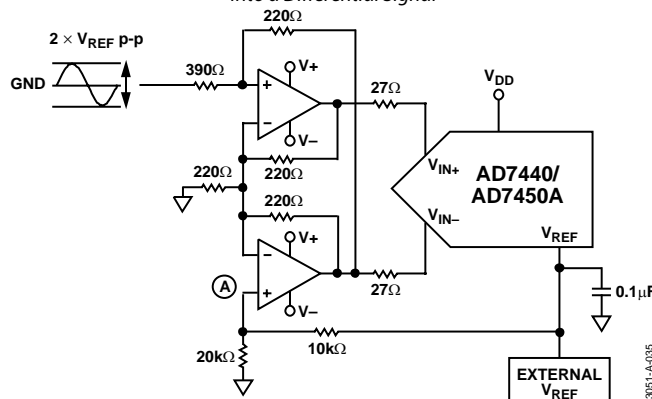 into a Differential Signal
220Ω
2 × VREF p-p
GND
390Ω
V+
+
–
V–
27Ω
VDD
220Ω
220Ω
220Ω
VIN+
AD7440/
AD7450A
VIN–
VREF
V+
–
+
V–
27Ω
A
0.1µF
10kΩ
20kΩ
EXTERNAL
VREF
3051-A-035